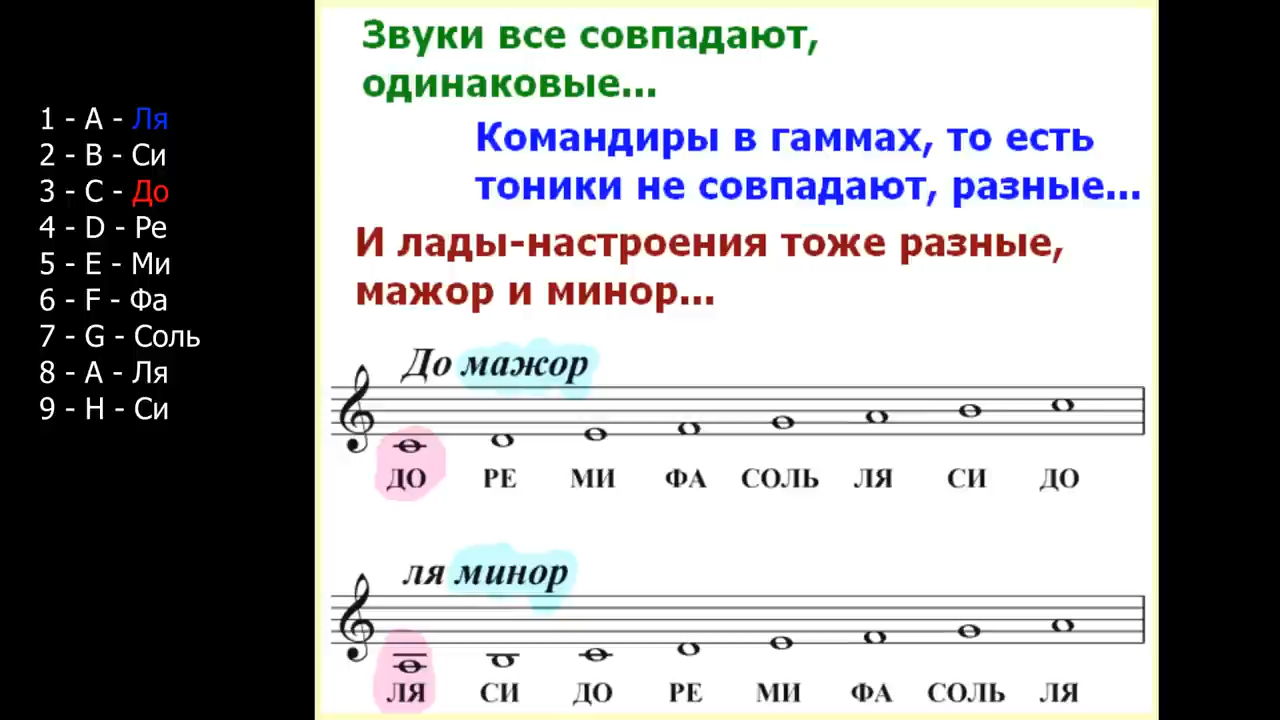 1 - A - Ля
2 - B - Си
3 - C - До
4 - D - Ре
5 - E - Ми
6 - F - Фа
7 - G - Соль
8 - A - Ля
9 - H - Си
Звуки все совпадают,
одинаковые...
Командиры в гаммах, то есть
тоники не совпадают, разные...
И лады-настроения тоже разные,
мажор и минор...
До мажор
ДО РЕ МИ ФА СОЛЬ ЛЯ СИ ДО
ля минор
ЛЯ СИ ДО РЕ МИ ФА СОЛЬ ЛЯ